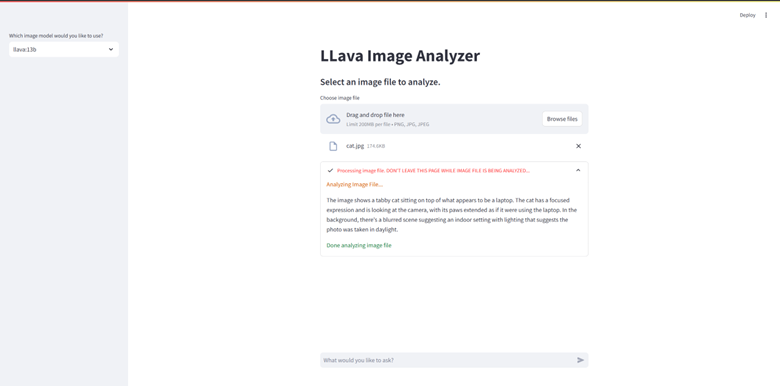 Deploy
Which image model would you like to use?
llava:13b
LLava Image Analyzer
Select an image file to analyze.
Choose image file
Drag and drop file here
Limit 200MB per file • PNG, JPG, JPEG
Browse files
cat.jpg 174.6KB
Processing image file. DON'T LEAVE THIS PAGE WHILE IMAGE FILE IS BEING ANALYZED...
Analyzing Image File...
The image shows a tabby cat sitting on top of what appears to be a laptop. The cat has a focused
expression and is looking at the camera, with its paws extended as if it were using the laptop. In the
background, there's a blurred scene suggesting an indoor setting with lighting that suggests the
photo was taken in daylight.
Done analyzing image file
What would you like to ask?